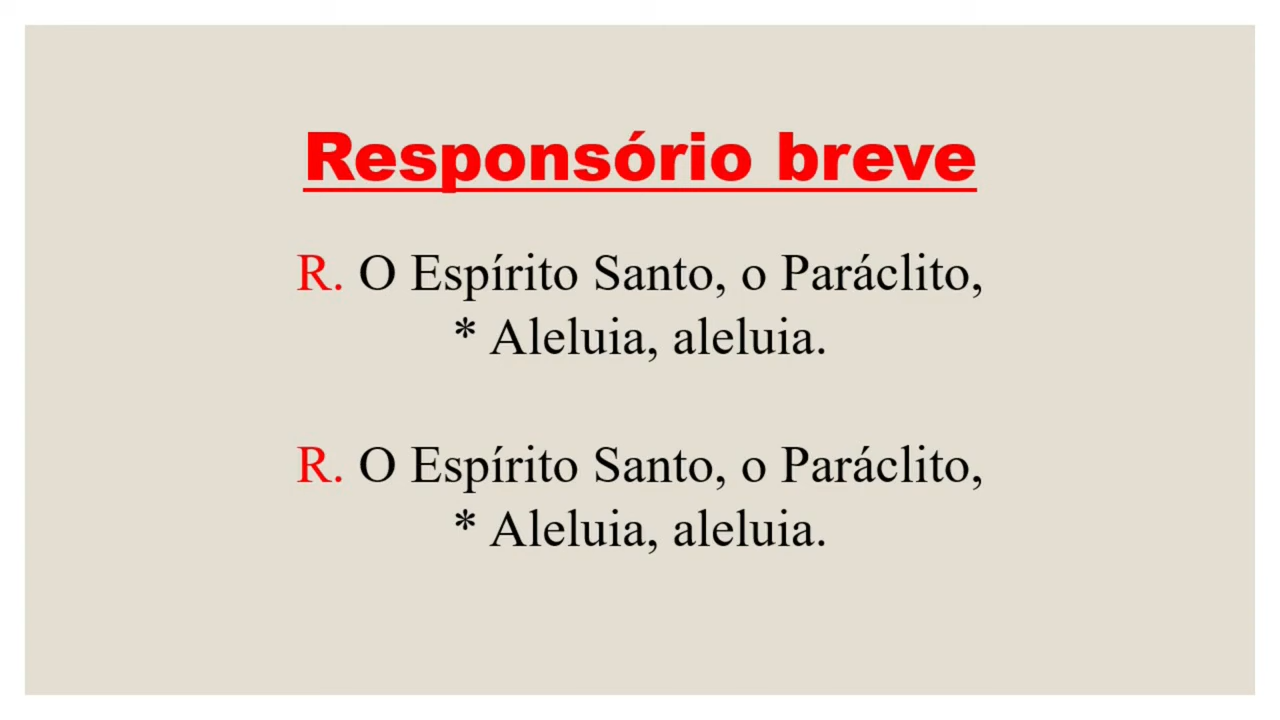 Responsório breve
R. O Espírito Santo, o Paráclito,
* Aleluia, aleluia.
R. O Espírito Santo, o Paráclito,
* Aleluia, aleluia.